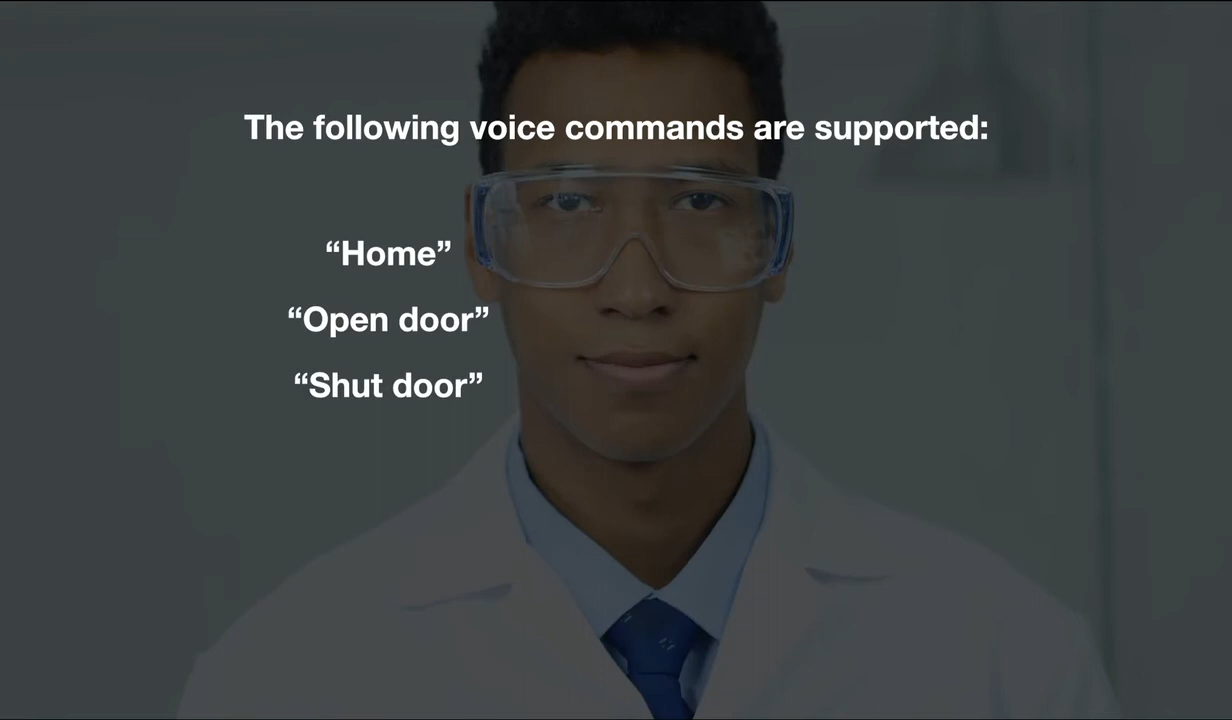 The following voice commands are supported:
“Home”
“Open door”
“Shut door”